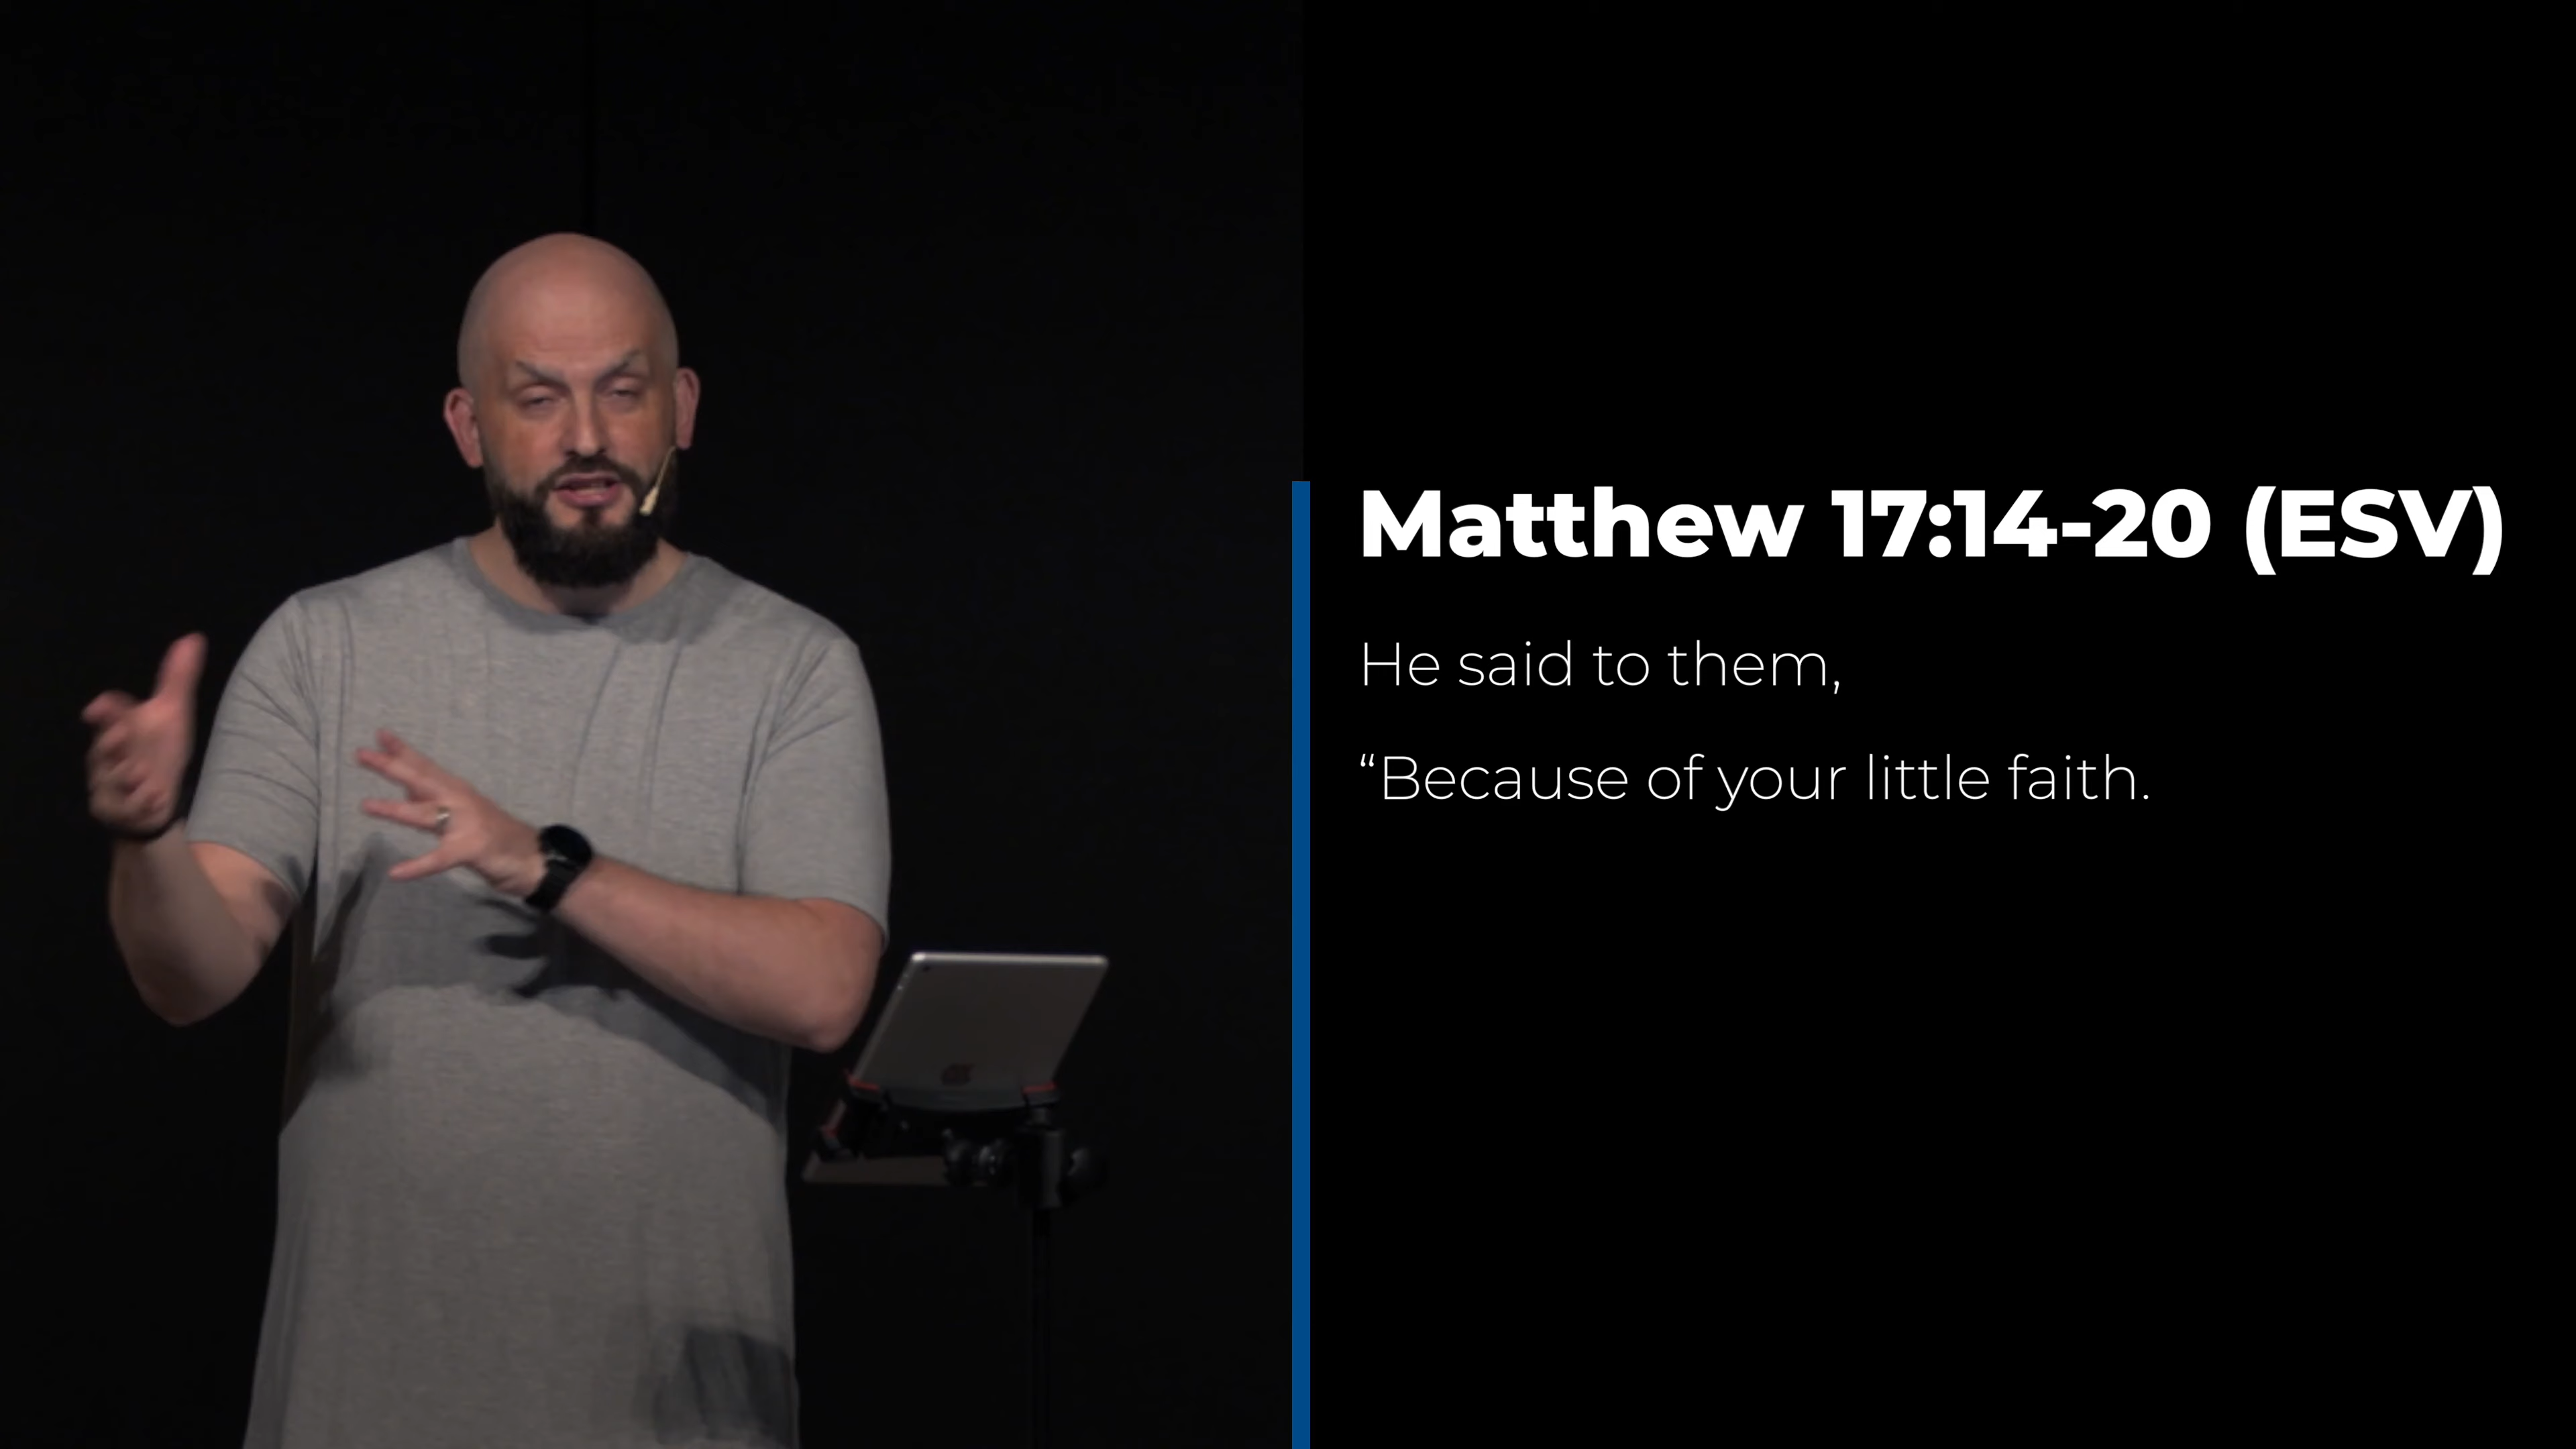 Matthew 17:14-20 (ESV)
He said to them,
“Because of your little faith.